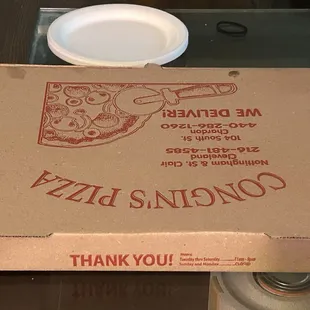 CONGIN'S PIZZA
Nottingham & St. Clair
Cleveland
216-481-4585
104 South St.
Chardon
440-286-1260
WE DELIVER!
THANK YOU!